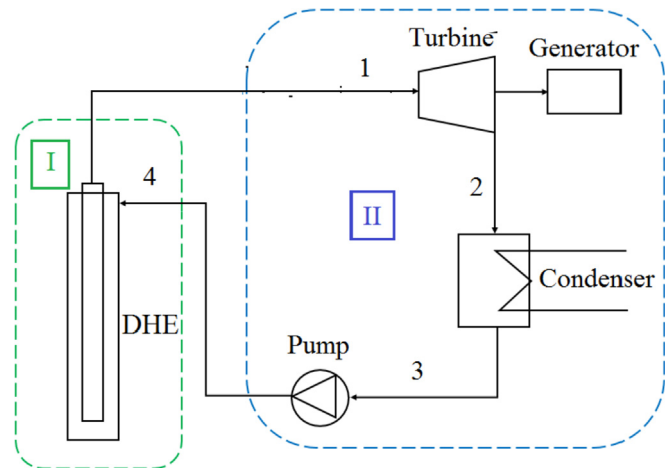 Turbine
Generator
1
I
4
2
II
Condenser
DHE
Pump
3